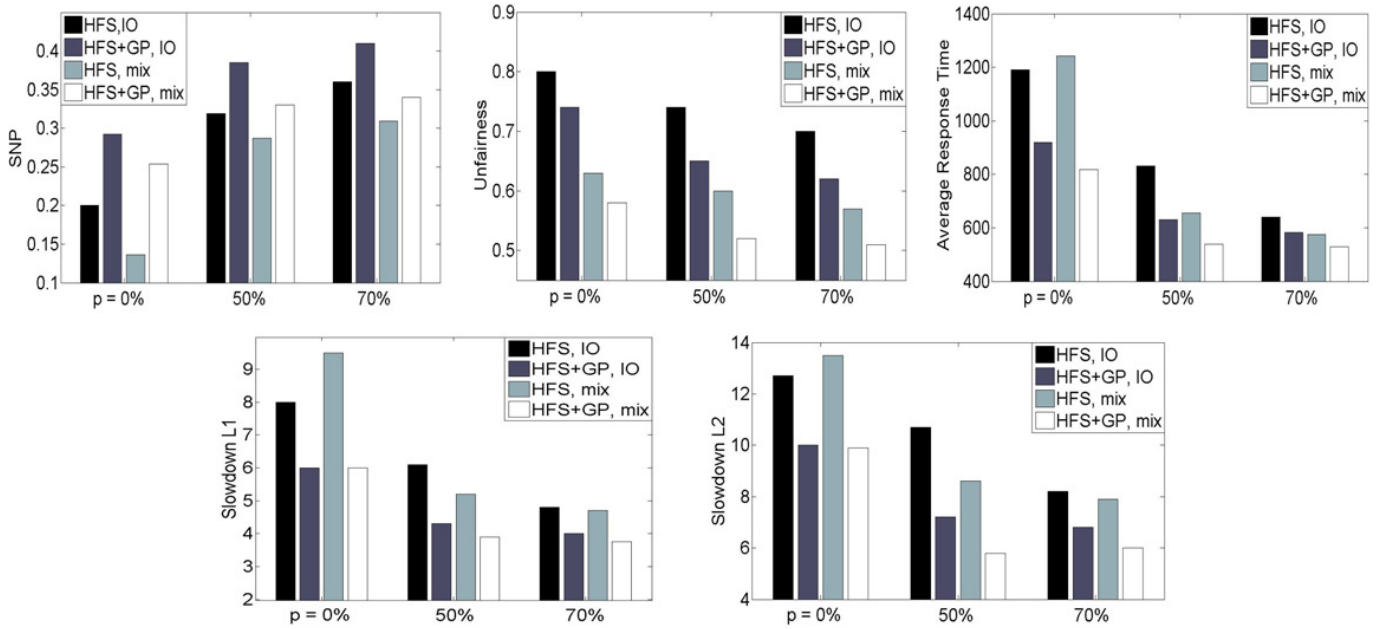 HFS,IO
HFS+GP, IO
HFS, mix
HFS+GP, mix
0.4
0.35
0.3
0.25
0.2
0.15
0.1
SNP
p = 0%
50%
70%
HFS, IO
HFS+GP, IO
HFS, mix
HFS+GP, mix
0.9
0.8
0.7
0.6
0.5
Unfairness
p = 0%
50%
70%
HFS, IO
HFS+GP, IO
HFS, mix
HFS+GP, mix
1400
1200
1000
800
600
400
Average Response Time
p = 0%
50%
70%
HFS, IO
HFS+GP, IO
HFS, mix
HFS+GP, mix
9
8
7
6
5
4
3
2
Slowdown L1
p = 0%
50%
70%
HFS, IO
HFS+GP, IO
HFS, mix
HFS+GP, mix
14
12
10
8
6
4
Slowdown L2
p = 0%
50%
70%